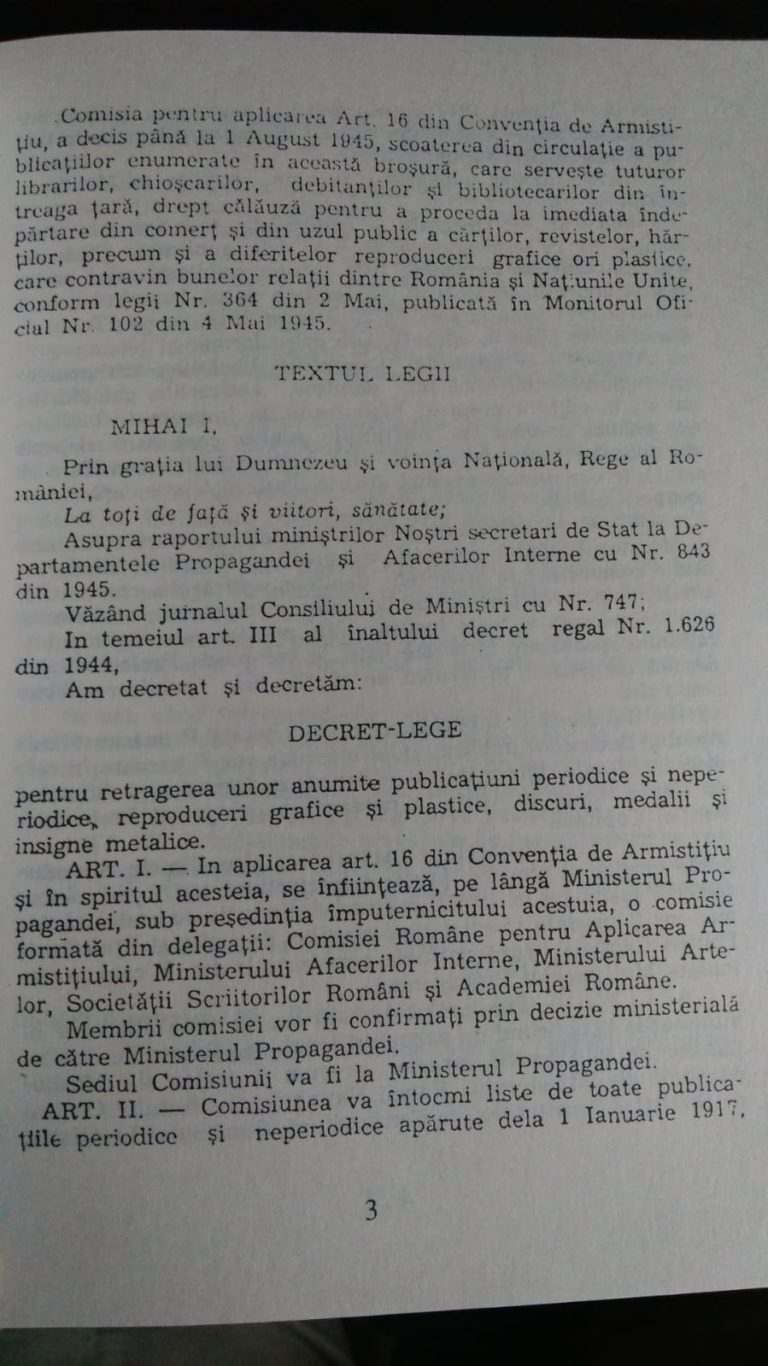 Comisia pentru aplicarea Art. 16 din Convenția de Armisti-
țiu, a decis până la 1 August 1945, scoaterea din circulație a pu-
blicațiilor enumerate în această broșură, care servește tuturor
librarilor, chioșcarilor, debitanților și bibliotecarilor din în-
treaga țară, drept călăuză pentru a proceda la imediata înde-
părtare din comerț și din uzul public a cărților, revistelor, hăr-
ților, precum și a diferitelor reproduceri grafice ori plastice,
care contravin bunelor relații dintre România și Națiunile Unite,
conform legii Nr. 364 din 2 Mai, publicată în Monitorul Ofi-
cial Nr. 102 din 4 Mai 1945.
TEXTUL LEGII
MIHAI I,
Prin grația lui Dumnezeu și voința Națională, Rege al Ro-
mâniei,
La toți de față și viitori, sănătate;
Asupra raportului miniștrilor Noștri secretari de Stat la De-
partamentele Propagandei și Afacerilor Interne cu Nr. 843
din 1945.
Văzând jurnalul Consiliului de Miniștri cu Nr. 747;
In temeiul art. III al înaltului decret regal Nr. 1.626
din 1944,
Am decretat și decretăm:
DECRET-LEGE
pentru retragerea unor anumite publicațiuni periodice și nepe-
riodice, reproduceri grafice și plastice, discuri, medalii și
insigne metalice.
ART. I. — In aplicarea art. 16 din Convenția de Armistițiu
și în spiritul acesteia, se înființează, pe lângă Ministerul Pro-
pagandei, sub președinția împuternicitului acestuia, o comisie
formată din delegații: Comisiei Române pentru Aplicarea Ar-
mistițiului, Ministerului Afacerilor Interne, Ministerului Arte-
lor, Societății Scriitorilor Români și Academiei Române.
Membrii comisiei vor fi confirmați prin decizie ministerială
de către Ministerul Propagandei.
Sediul Comisiunii va fi la Ministerul Propagandei.
ART. II. — Comisiunea va întocmi liste de toate publica-
țiile periodice și neperiodice apărute dela 1 Ianuarie 1917,
3